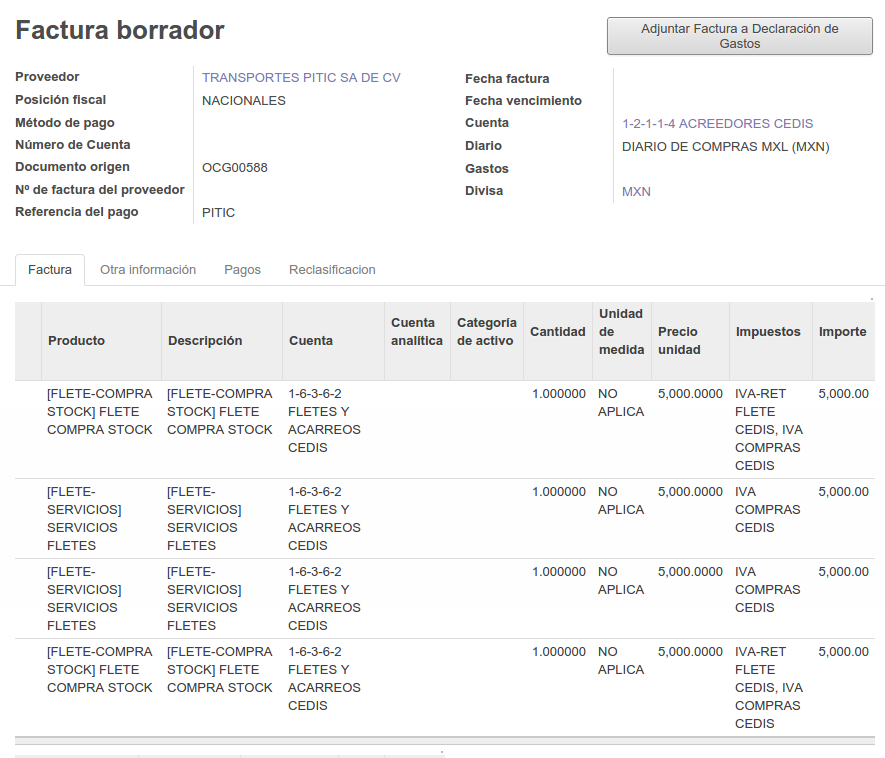 Factura borrador
Adjuntar Factura a Declaración de
Gastos
Proveedor TRANSPORTES PITIC SA DE CV
Posición fiscal NACIONALES
Método de pago
Número de Cuenta
Documento origen OCG00588
Nº de factura del proveedor
Referencia del pago PITIC
Fecha factura
Fecha vencimiento
Cuenta 1-2-1-1-4 ACREEDORES CEDIS
Diario DIARIO DE COMPRAS MXL (MXN)
Gastos
Divisa MXN
Factura Otra información Pagos Reclasificacion
Producto Descripción Cuenta Cuenta analítica Categoría de activo Cantidad Unidad de medida Precio unidad Impuestos Importe
[FLETE-COMPRA [FLETE-COMPRA 1-6-3-6-2 1.000000 NO 5,000.0000 IVA-RET 5,000.00
STOCK] FLETE STOCK] FLETE FLETES Y APLICA FLETE
COMPRA STOCK COMPRA STOCK ACARREOS CEDIS, IVA
CEDIS COMPRAS
CEDIS
[FLETE- [FLETE- 1-6-3-6-2 1.000000 NO 5,000.0000 IVA 5,000.00
SERVICIOS] SERVICIOS] FLETES Y APLICA COMPRAS
SERVICIOS SERVICIOS ACARREOS CEDIS
FLETES FLETES CEDIS
[FLETE- [FLETE- 1-6-3-6-2 1.000000 NO 5,000.0000 IVA 5,000.00
SERVICIOS] SERVICIOS] FLETES Y APLICA COMPRAS
SERVICIOS SERVICIOS ACARREOS CEDIS
FLETES FLETES CEDIS
[FLETE-COMPRA [FLETE-COMPRA 1-6-3-6-2 1.000000 NO 5,000.0000 IVA-RET 5,000.00
STOCK] FLETE STOCK] FLETE FLETES Y APLICA FLETE
COMPRA STOCK COMPRA STOCK ACARREOS CEDIS, IVA
CEDIS COMPRAS
CEDIS